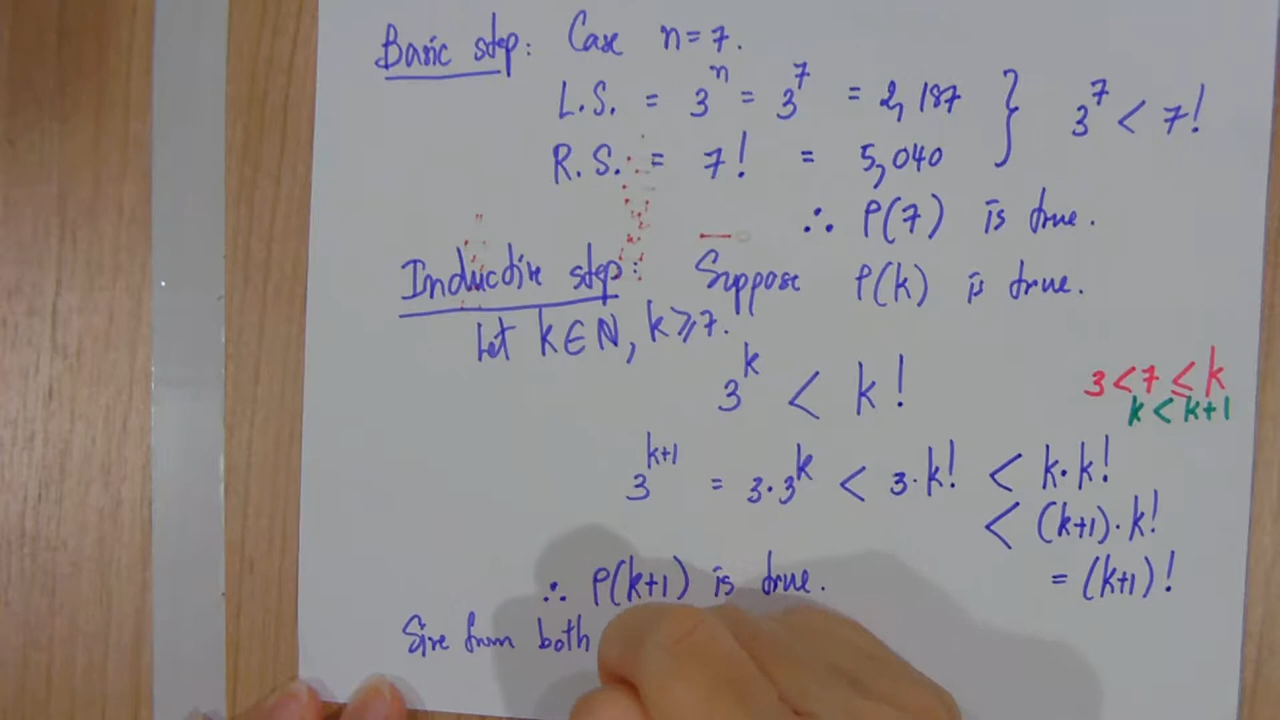 Basic step: Case n = 7.
L.S. = 3^n = 3^7 = 2,187 } 3^7 < 7!
R.S. = 7! = 5,040
∴ P(7) is true.
Inductive step: Suppose P(k) is true.
Let k ∈ ℕ, k ⩾ 7.
3^k < k!
3 < 7 ≤ k
k < k+1
3^{k+1} = 3·3^k < 3·k! < k·k!
< (k+1)·k!
= (k+1)!
∴ P(k+1) is true.
from both